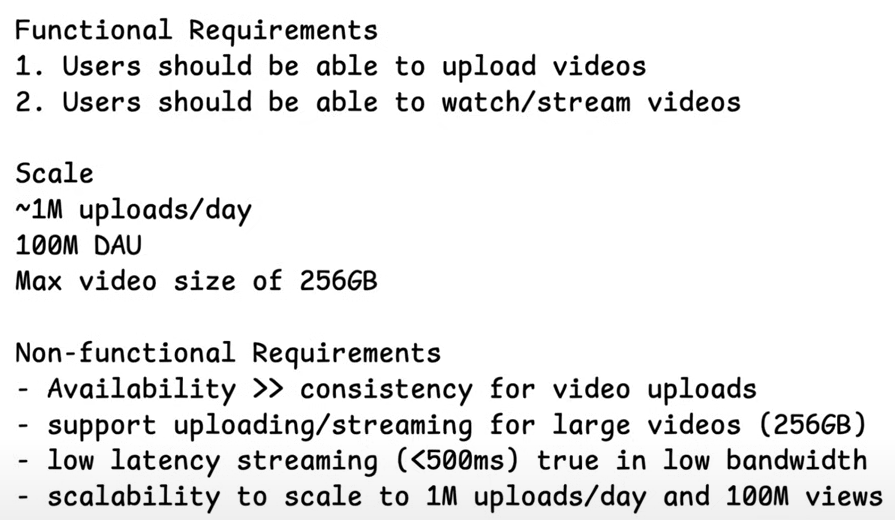 Functional Requirements
1. Users should be able to upload videos
2. Users should be able to watch/stream videos
Scale
~1M uploads/day
100M DAU
Max video size of 256GB
Non-functional Requirements
- Availability >> consistency for video uploads
- support uploading/streaming for large videos (256GB)
- low latency streaming (<500ms) true in low bandwidth
- scalability to scale to 1M uploads/day and 100M views